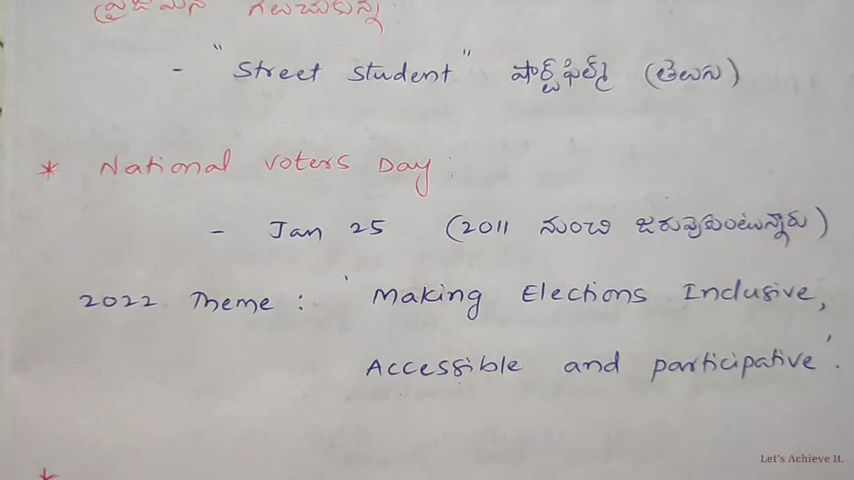 గెలుచుకున్న
- "Street Student" షార్ట్‌ఫిల్మ్ (తెలుగు)
* National Voters Day :
- Jan 25 (2011 నుంచి జరుపుకుంటున్నారు)
2022 Theme : 'Making Elections Inclusive,
Accessible and participative'.
Let's Achieve It.